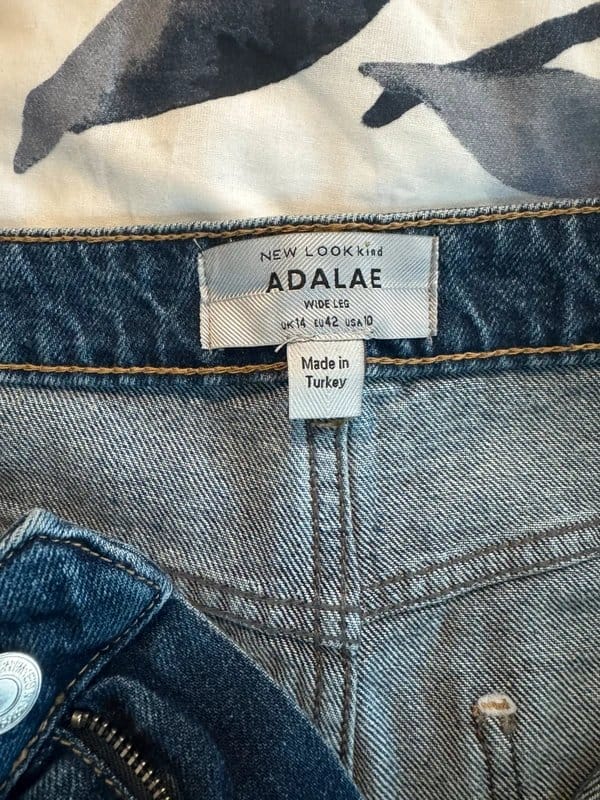 NEW LOOK kind
ADALAE
WIDE LEG
UK14 EU42 USA10
Made in
Turkey